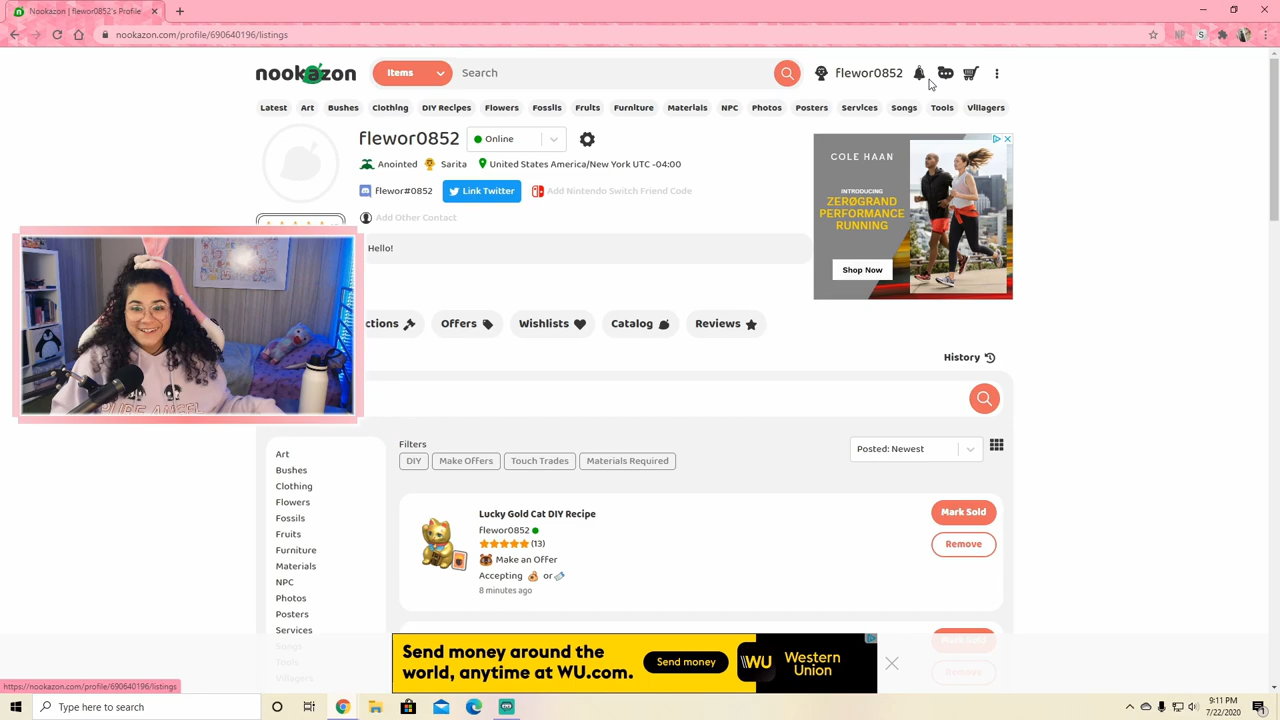 Nookazon | flewor0852's Profile
nookazon.com/profile/690640196/listings
nookazon
Items
Search
flewor0852
Latest Art Bushes Clothing DIY Recipes Flowers Fossils Fruits Furniture Materials NPC Photos Posters Services Songs Tools Villagers
flewor0852
Online
Anointed Sarita United States America/New York UTC -04:00
flewor#0852 Link Twitter Add Nintendo Switch Friend Code
Add Other Contact
Hello!
COLE HAAN
INTRODUCING
ZERØGRAND
PERFORMANCE
RUNNING
Shop Now
ctions Offers Wishlists Catalog Reviews
History
Filters
DIY Make Offers Touch Trades Materials Required
Posted: Newest
Art
Bushes
Clothing
Flowers
Fossils
Fruits
Furniture
Materials
NPC
Photos
Posters
Services
Songs
Tools
Villagers
Lucky Gold Cat DIY Recipe
flewor0852
(13)
Make an Offer
Accepting or
8 minutes ago
Mark Sold
Remove
Mark Sold
Remove
Send money around the
world, anytime at WU.com.
Send money
WU
Western
Union
https://nookazon.com/profile/690640196/listings
Type here to search
9:11 PM
7/22/2020